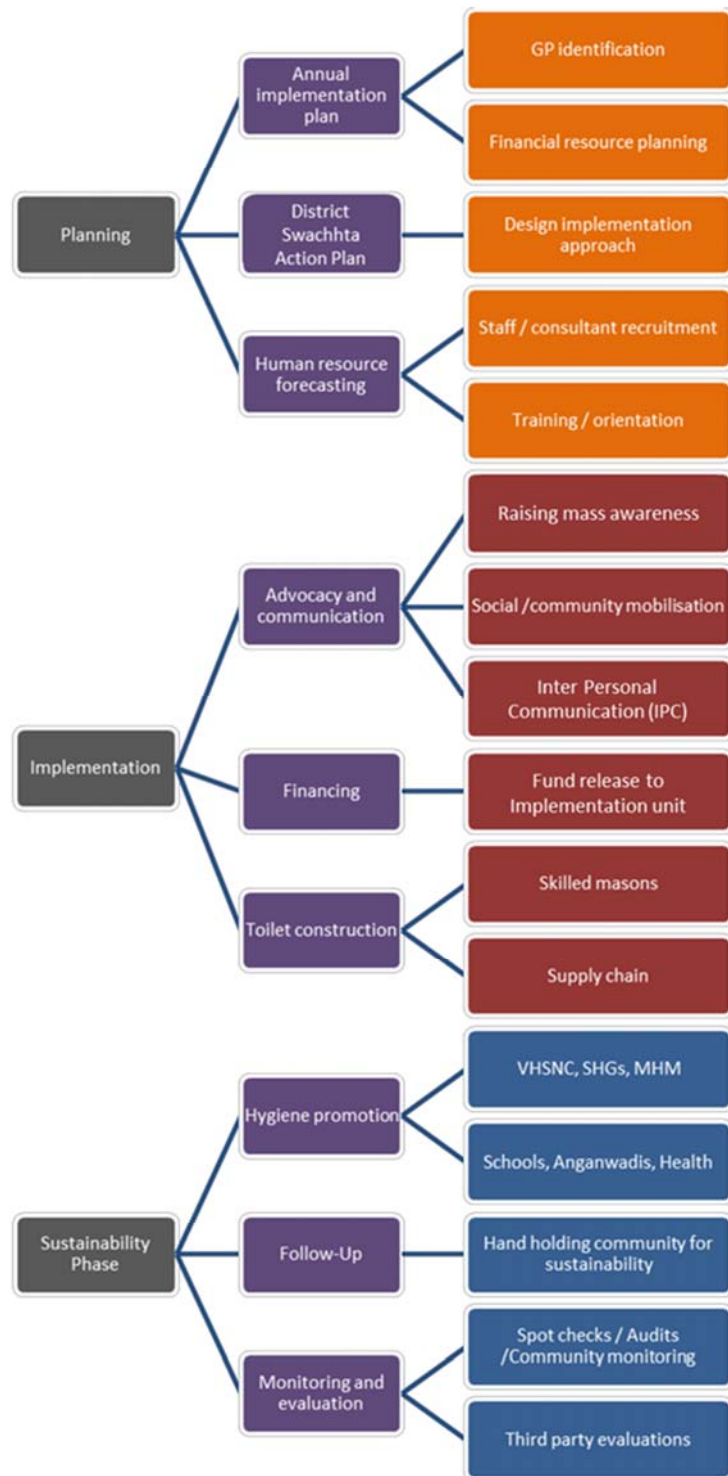 Planning
Annual
implementation
plan
GP identification
Financial resource planning
District
Swachhta
Action Plan
Design implementation
approach
Human resource
forecasting
Staff / consultant recruitment
Training / orientation
Implementation
Advocacy and
communication
Raising mass awareness
Social /community mobilisation
Inter Personal
Communication (IPC)
Financing
Fund release to
Implementation unit
Toilet construction
Skilled masons
Supply chain
Sustainability
Phase
Hygiene promotion
VHSNC, SHGs, MHM
Schools, Anganwadis, Health
Follow-Up
Hand holding community for
sustainability
Monitoring and
evaluation
Spot checks / Audits
/Community monitoring
Third party evaluations